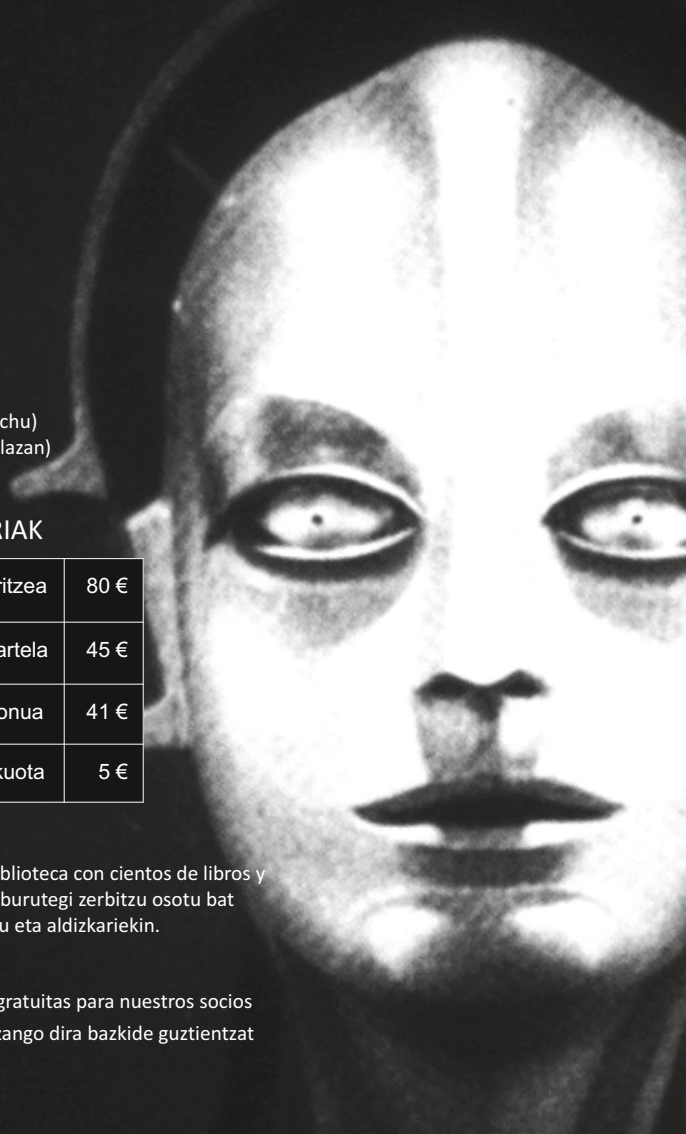 chu)
lazan)
RIAK
ritzea 80 €
artela 45 €
onua 41 €
kuota 5 €
blioteca con cientos de libros y
burutegi zerbitzu osotu bat
u eta aldizkariekin.
gratuitas para nuestros socios
zango dira bazkide guztientzat